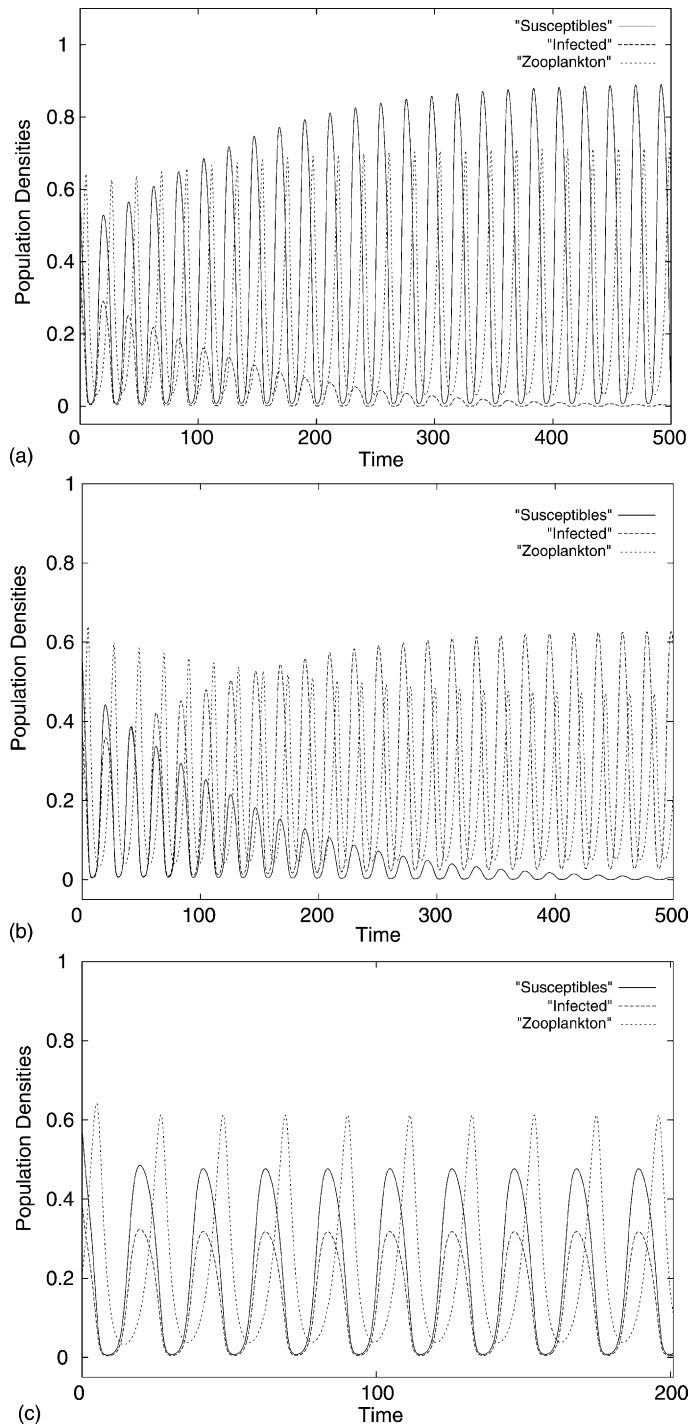 1
"Susceptibles"
"Infected"
"Zooplankton"
0.8
0.6
0.4
0.2
0
Population Densities
0 100 200 300 400 500
(a)
Time
1
"Susceptibles"
"Infected"
"Zooplankton"
0.8
0.6
0.4
0.2
0
Population Densities
0 100 200 300 400 500
(b)
Time
1
"Susceptibles"
"Infected"
"Zooplankton"
0.8
0.6
0.4
0.2
0
Population Densities
0 100 200
(c)
Time